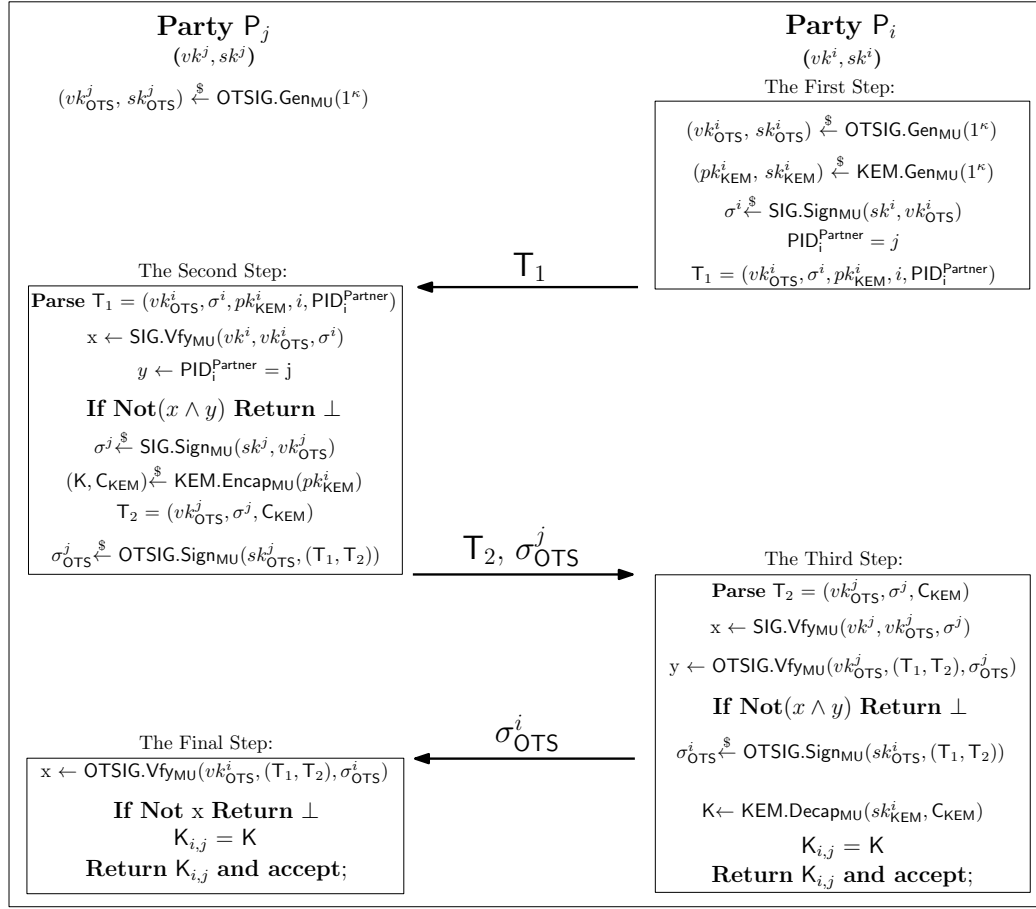 Party P_j
(vk^j, sk^j)
(vk^j_OTS, sk^j_OTS) ←$ OTSIG.Gen_MU(1^κ)
Party P_i
(vk^i, sk^i)
The First Step:
(vk^i_OTS, sk^i_OTS) ←$ OTSIG.Gen_MU(1^κ)
(pk^i_KEM, sk^i_KEM) ←$ KEM.Gen_MU(1^κ)
σ^i ←$ SIG.Sign_MU(sk^i, vk^i_OTS)
PID_i^Partner = j
T_1 = (vk^i_OTS, σ^i, pk^i_KEM, i, PID_i^Partner)
T_1
The Second Step:
Parse T_1 = (vk^i_OTS, σ^i, pk^i_KEM, i, PID_i^Partner)
x ← SIG.Vfy_MU(vk^i, vk^i_OTS, σ^i)
y ← PID_i^Partner = j
If Not(x ∧ y) Return ⊥
σ^j ←$ SIG.Sign_MU(sk^j, vk^j_OTS)
(K, C_KEM) ←$ KEM.Encap_MU(pk^i_KEM)
T_2 = (vk^j_OTS, σ^j, C_KEM)
σ^j_OTS ←$ OTSIG.Sign_MU(sk^j_OTS, (T_1, T_2))
T_2, σ^j_OTS
The Third Step:
Parse T_2 = (vk^j_OTS, σ^j, C_KEM)
x ← SIG.Vfy_MU(vk^j, vk^j_OTS, σ^j)
y ← OTSIG.Vfy_MU(vk^j_OTS, (T_1, T_2), σ^j_OTS)
If Not(x ∧ y) Return ⊥
σ^i_OTS ←$ OTSIG.Sign_MU(sk^i_OTS, (T_1, T_2))
K ← KEM.Decap_MU(sk^i_KEM, C_KEM)
K_{i,j} = K
Return K_{i,j} and accept;
σ^i_OTS
The Final Step:
x ← OTSIG.Vfy_MU(vk^i_OTS, (T_1, T_2), σ^i_OTS)
If Not x Return ⊥
K_{i,j} = K
Return K_{i,j} and accept;